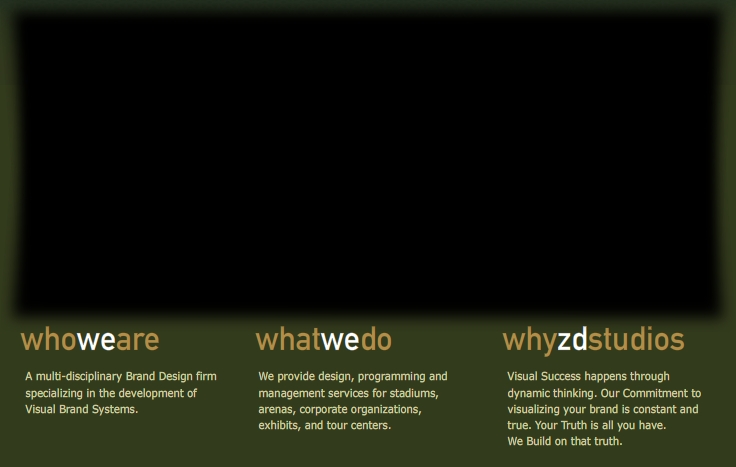 whoweare
A multi-disciplinary Brand Design firm
specializing in the development of
Visual Brand Systems.
whatwedo
We provide design, programming and
management services for stadiums,
arenas, corporate organizations,
exhibits, and tour centers.
whyzdstudios
Visual Success happens through
dynamic thinking. Our Commitment to
visualizing your brand is constant and
true. Your Truth is all you have.
We Build on that truth.